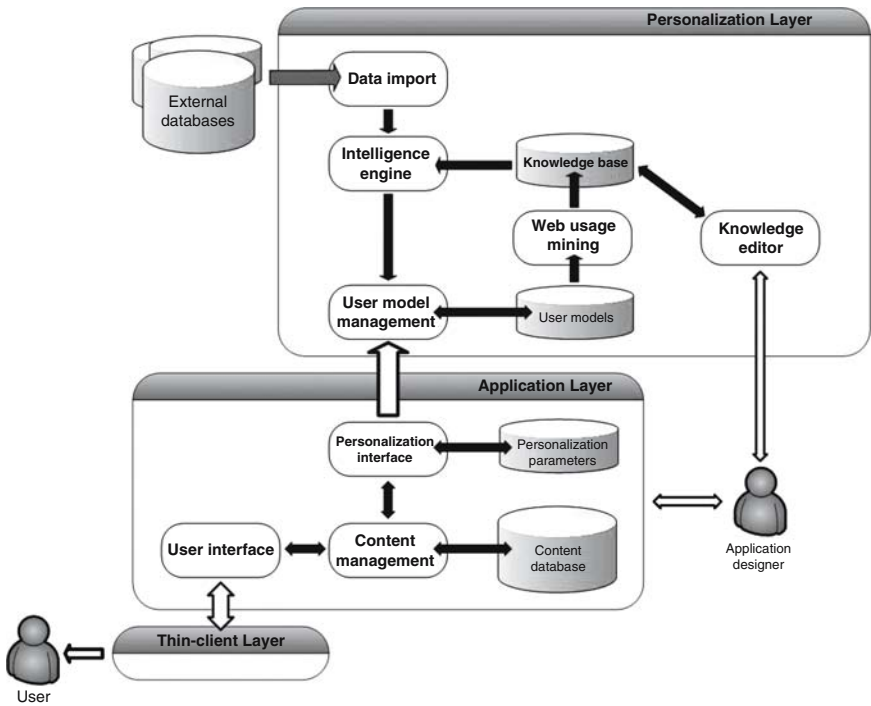 Personalization Layer
External
databases
Data import
Intelligence
engine
Knowledge base
Web usage
mining
Knowledge
editor
User model
management
User models
Application Layer
Personalization
interface
Personalization
parameters
User interface
Content
management
Content
database
Application
designer
Thin-client Layer
User